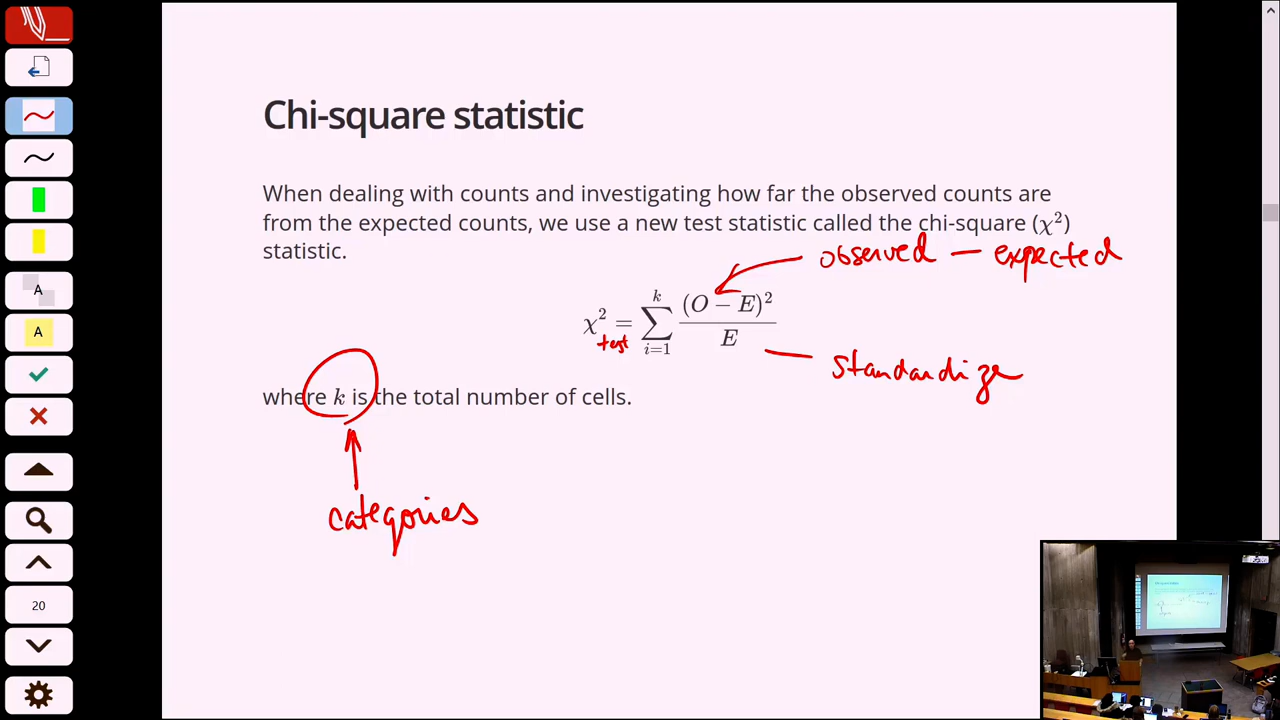 Chi-square statistic
When dealing with counts and investigating how far the observed counts are
from the expected counts, we use a new test statistic called the chi-square (χ²)
statistic.
observed — expected
χ²test = ∑_{i=1}^{k} (O − E)² / E
standardize
where k is the total number of cells.
categories
A
A
20